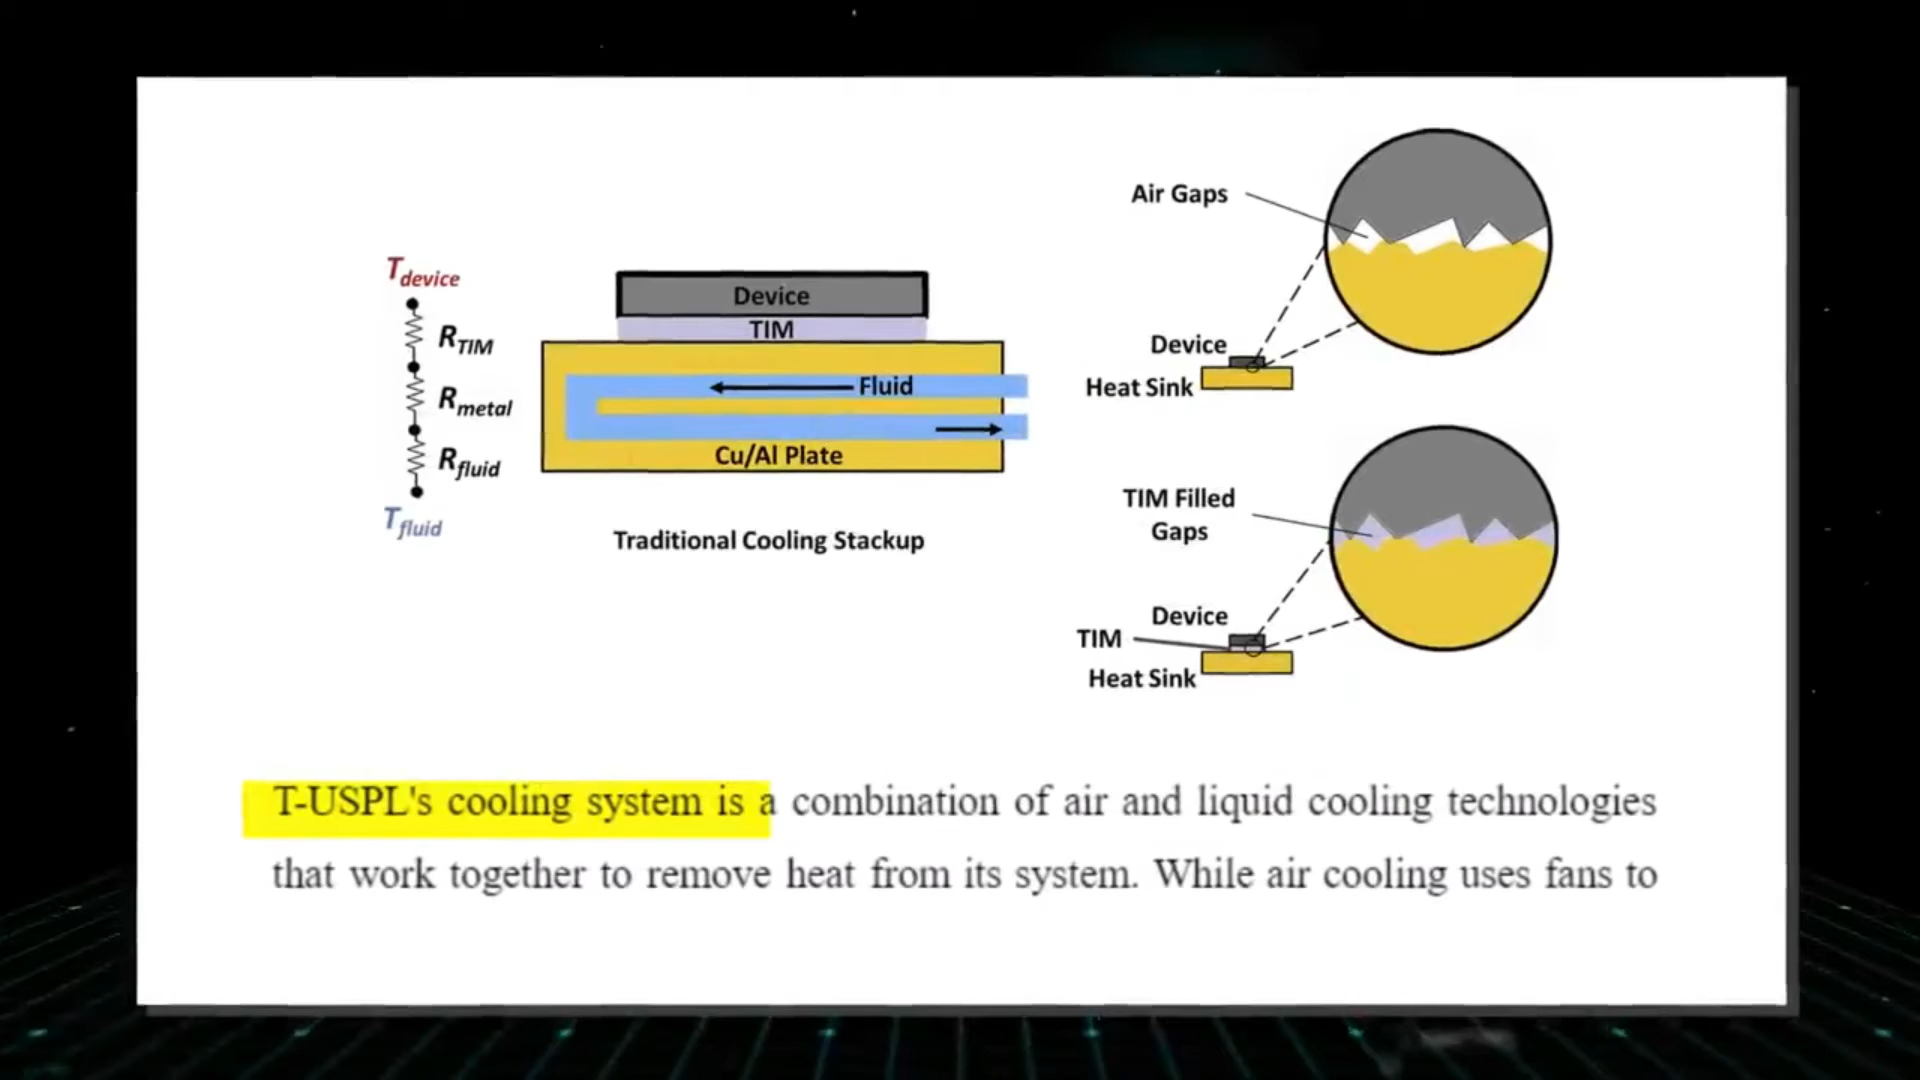 T device
R TIM
R metal
R fluid
T fluid
Device
TIM
Fluid
Cu/Al Plate
Traditional Cooling Stackup
Air Gaps
Device
Heat Sink
TIM Filled
Gaps
Device
TIM
Heat Sink
T-USPL's cooling system is a combination of air and liquid cooling technologies
that work together to remove heat from its system. While air cooling uses fans to